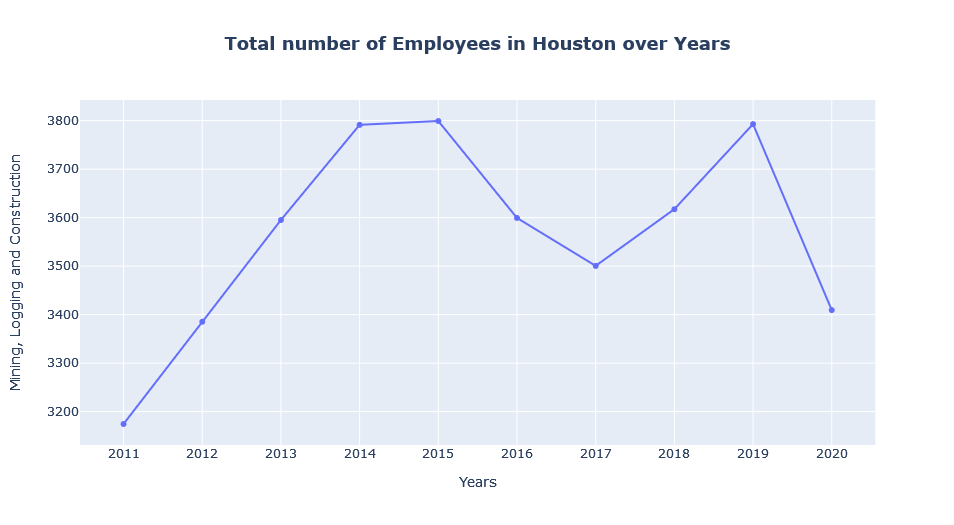 Total number of Employees in Houston over Years
Mining, Logging and Construction
3800
3700
3600
3500
3400
3300
3200
2011 2012 2013 2014 2015 2016 2017 2018 2019 2020
Years